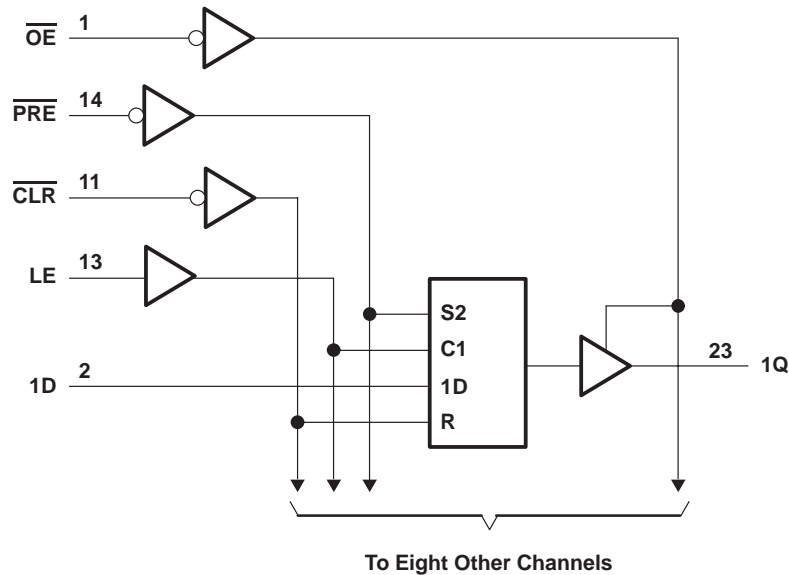 1
OE
14
PRE
11
CLR
13
LE
S2
C1
23
1Q
2
1D
1D
R
To Eight Other Channels